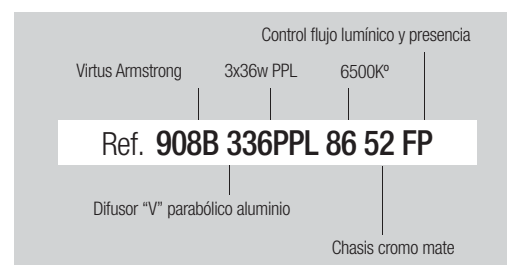 Control flujo lumínico y presencia
Virtus Armstrong 3x36w PPL 6500Kº
Ref. 908B 336PPL 86 52 FP
Difusor “V” parabólico aluminio
Chasis cromo mate